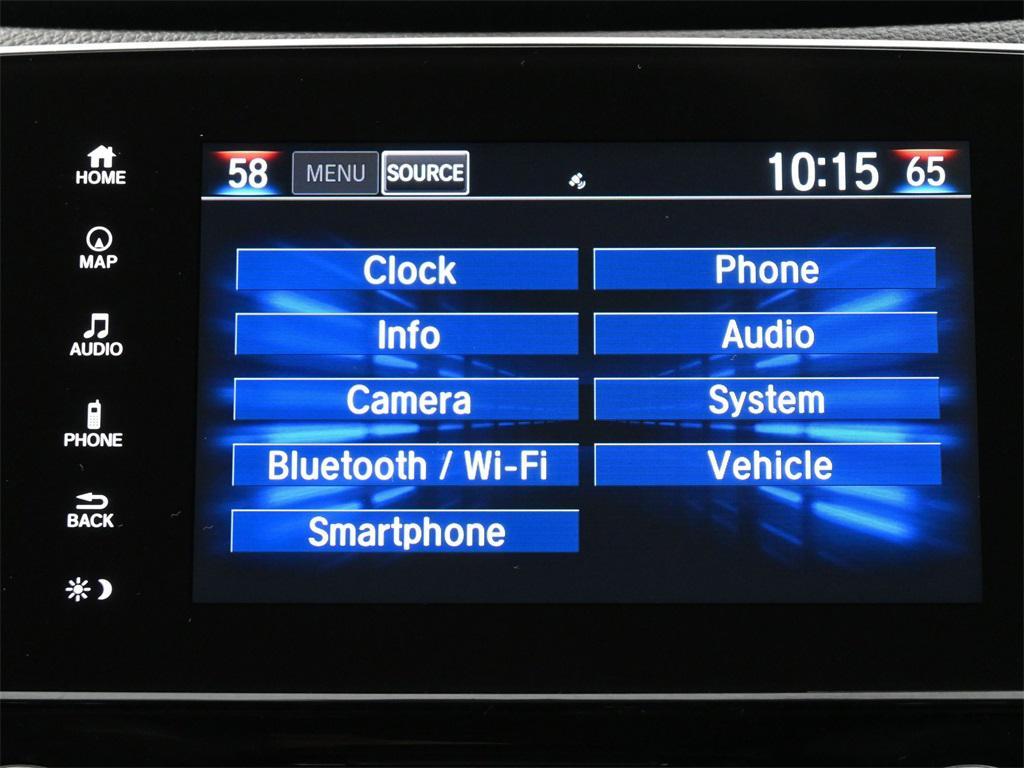 HOME
MAP
AUDIO
PHONE
BACK
58 MENU SOURCE 10:15 65
Clock Phone
Info Audio
Camera System
Bluetooth / Wi-Fi Vehicle
Smartphone